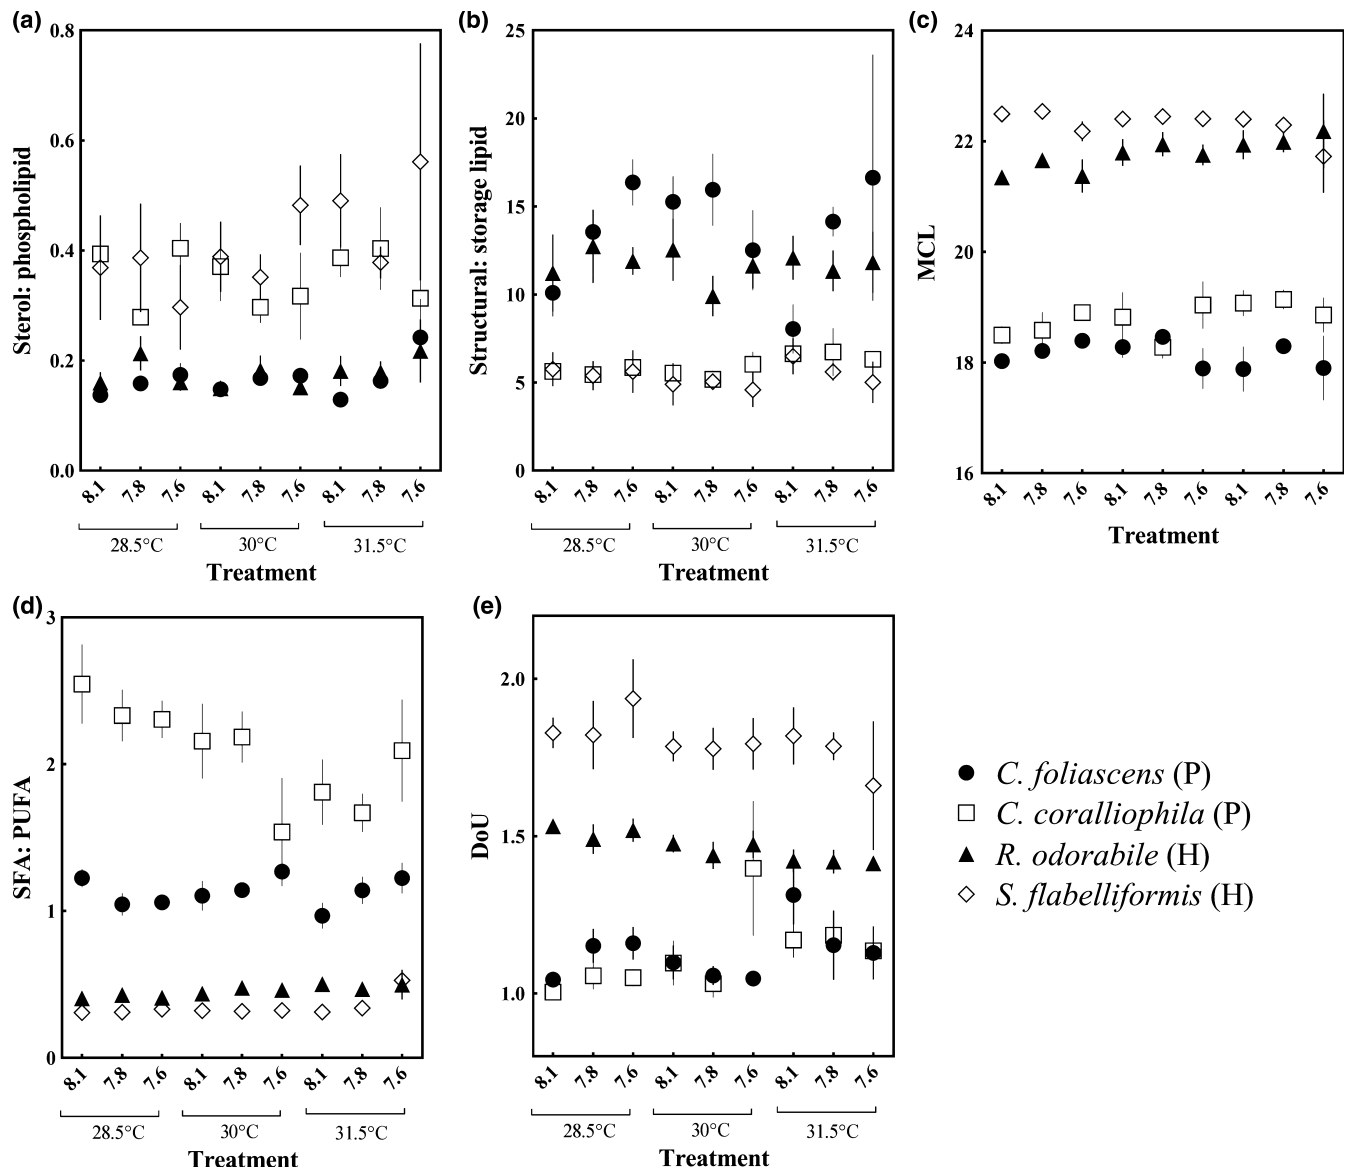 (a)
Sterol: phospholipid
0.8
0.6
0.4
0.2
0.0
8.1 7.8 7.6 8.1 7.8 7.6 8.1 7.8 7.6
28.5°C 30°C 31.5°C
Treatment
(b)
Structural: storage lipid
25
20
15
10
5
0
8.1 7.8 7.6 8.1 7.8 7.6 8.1 7.8 7.6
28.5°C 30°C 31.5°C
Treatment
(c)
MCL
24
22
20
18
16
8.1 7.8 7.6 8.1 7.8 7.6 8.1 7.8 7.6
Treatment
(d)
SFA: PUFA
3
2
1
0
8.1 7.8 7.6 8.1 7.8 7.6 8.1 7.8 7.6
28.5°C 30°C 31.5°C
Treatment
(e)
DoU
2.0
1.5
1.0
8.1 7.8 7.6 8.1 7.8 7.6 8.1 7.8 7.6
28.5°C 30°C 31.5°C
Treatment
C. foliascens (P)
C. coralliophila (P)
R. odorabile (H)
S. flabelliformis (H)